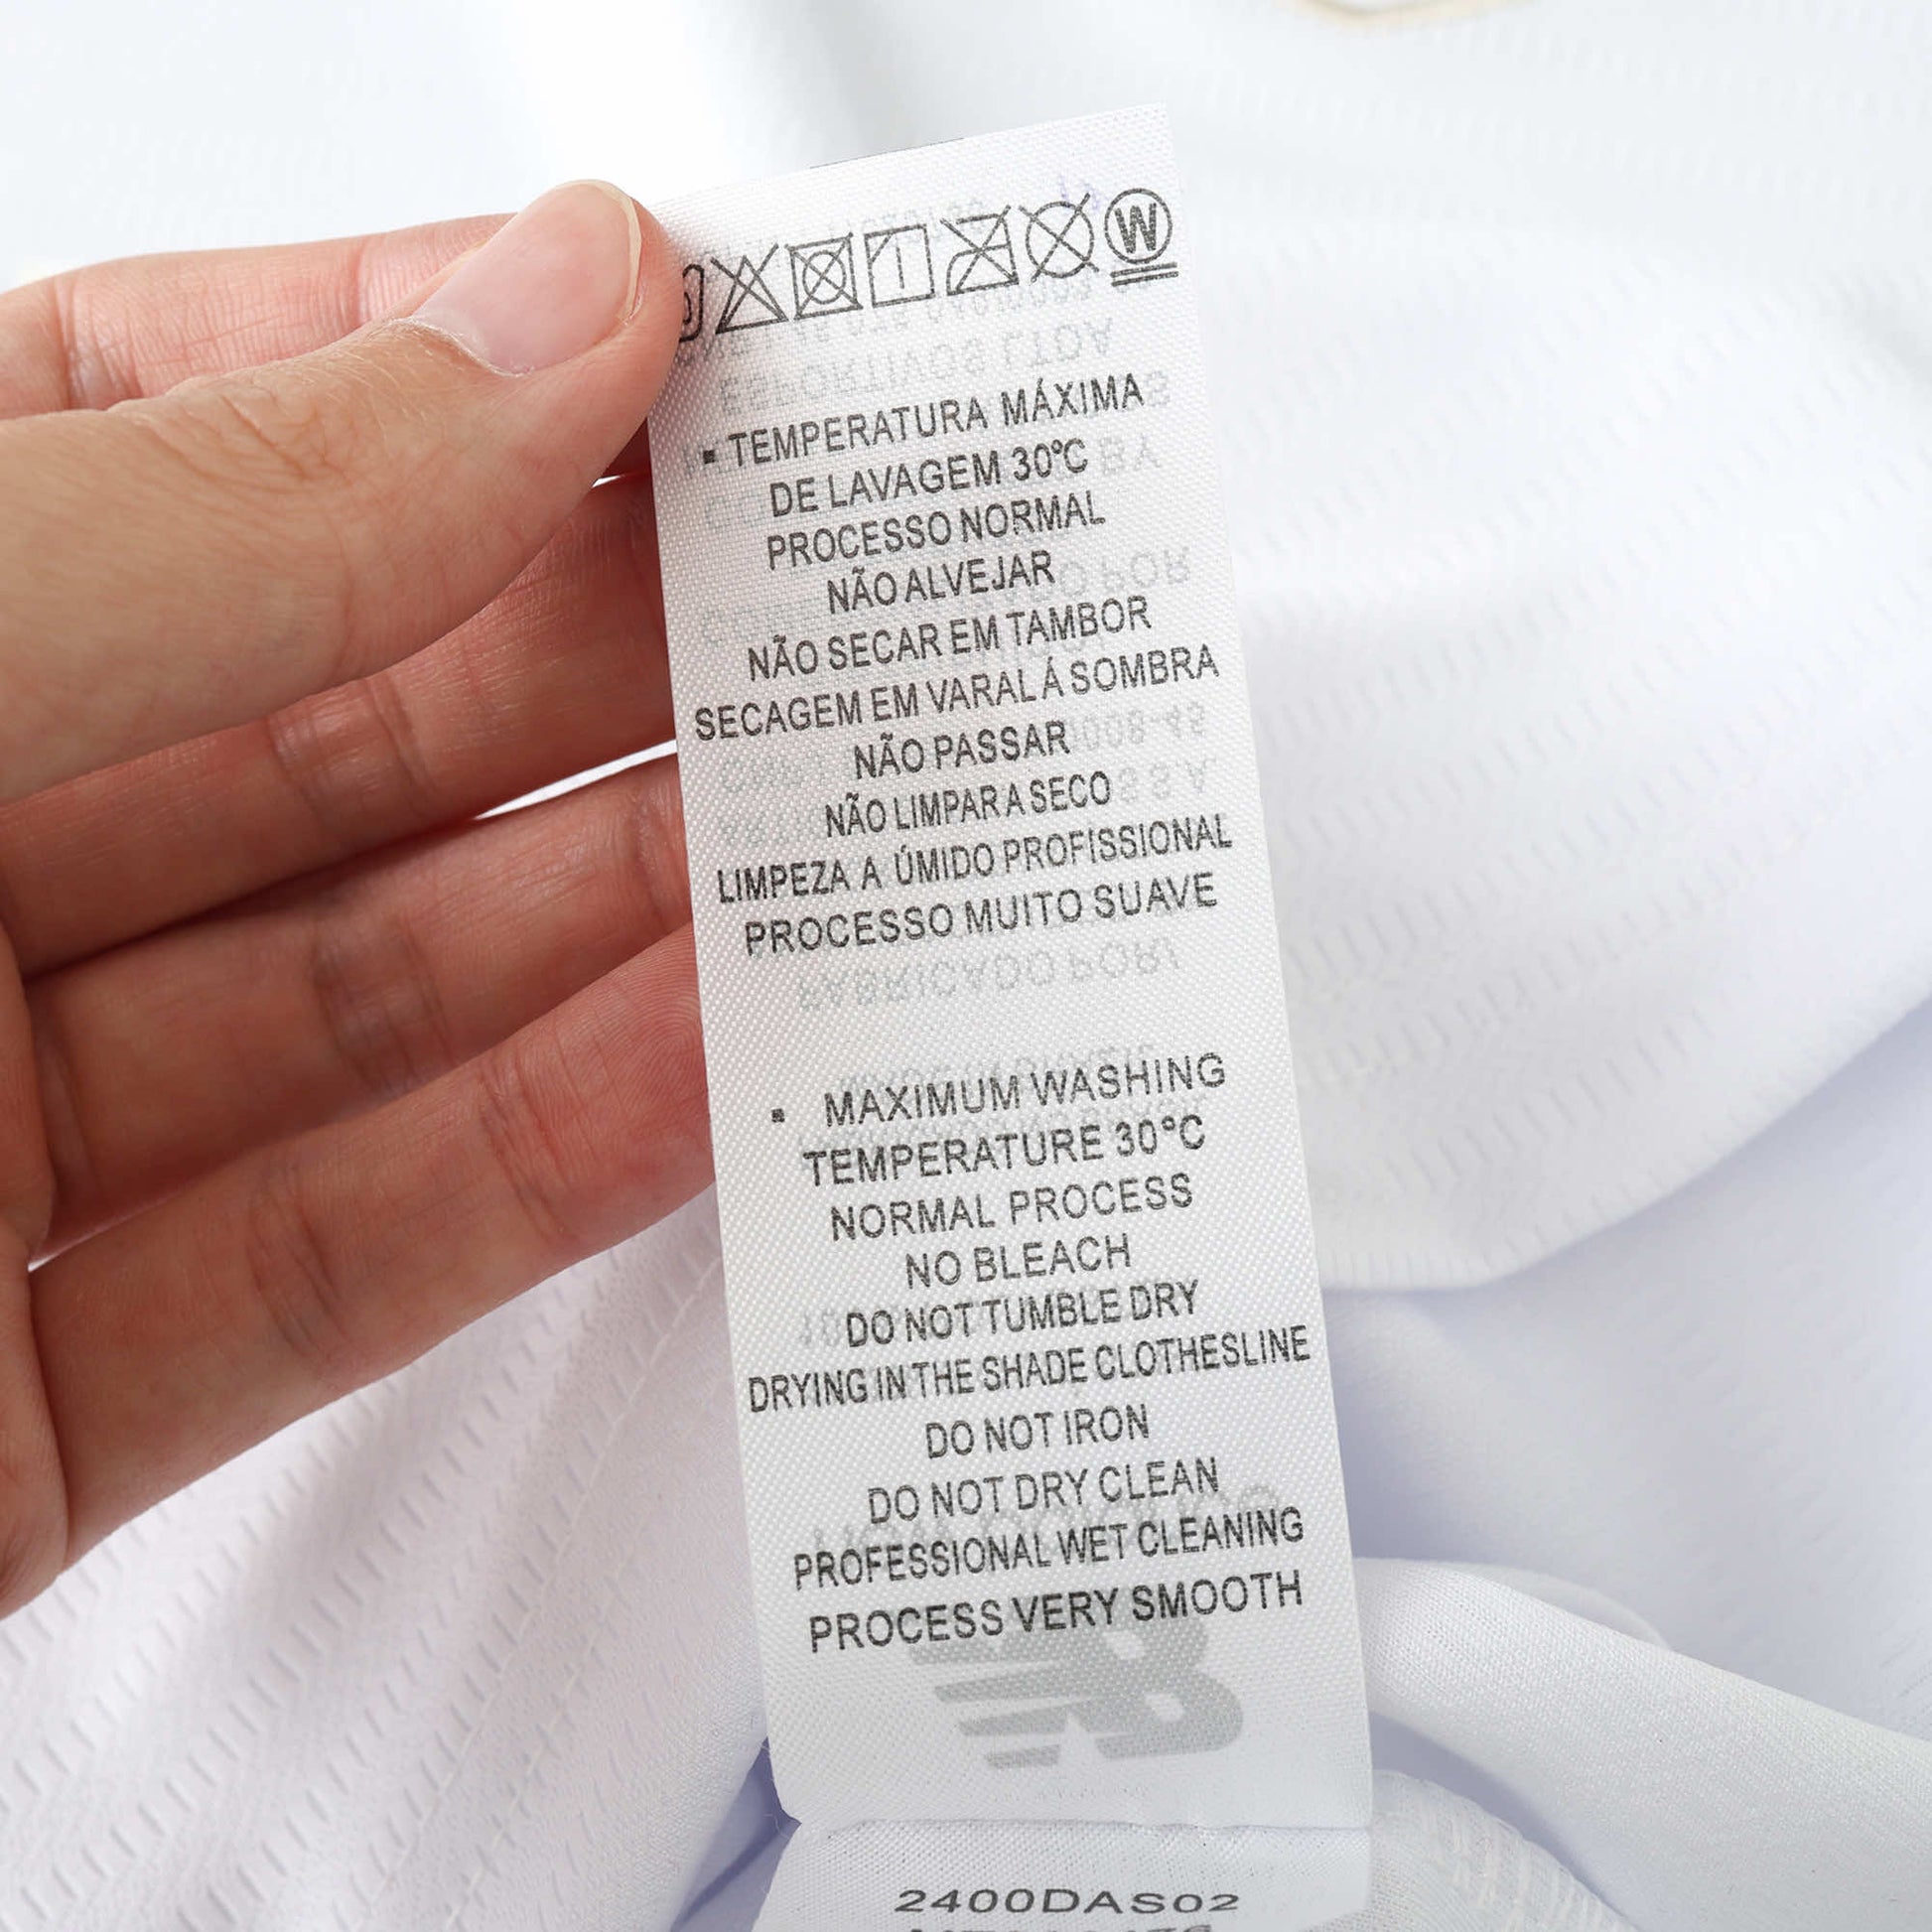 W
▪ TEMPERATURA MÁXIMA
DE LAVAGEM 30ºC
PROCESSO NORMAL
NÃO ALVEJAR
NÃO SECAR EM TAMBOR
SECAGEM EM VARAL Á SOMBRA
NÃO PASSAR
NÃO LIMPAR A SECO
LIMPEZA A ÚMIDO PROFISSIONAL
PROCESSO MUITO SUAVE
FABRICADO POR/
▪ MAXIMUM WASHING
TEMPERATURE 30°C
NORMAL PROCESS
NO BLEACH
DO NOT TUMBLE DRY
DRYING IN THE SHADE CLOTHESLINE
DO NOT IRON
DO NOT DRY CLEAN
PROFESSIONAL WET CLEANING
PROCESS VERY SMOOTH
2400DAS02